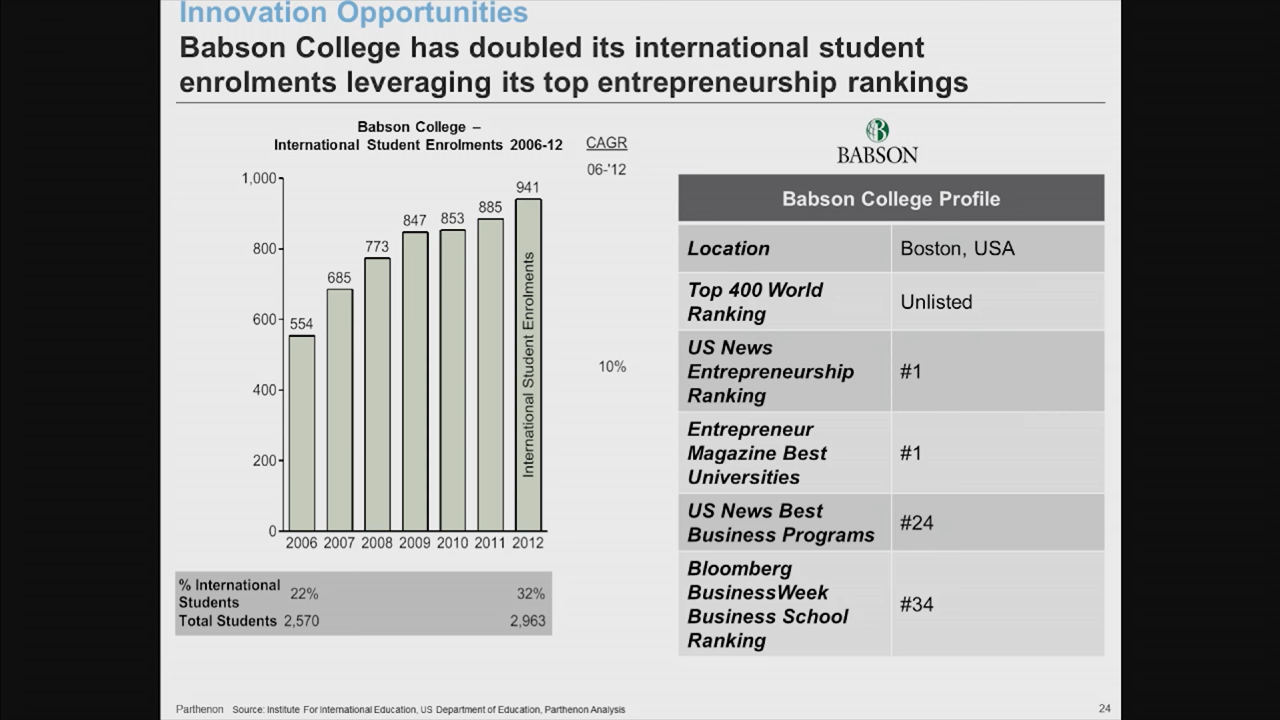 Innovation Opportunities
Babson College has doubled its international student
enrolments leveraging its top entrepreneurship rankings
Babson College –
International Student Enrolments 2006-12
CAGR
06-'12
1,000
800
600
400
200
0
554
685
773
847
853
885
941
International Student Enrolments
10%
2006 2007 2008 2009 2010 2011 2012
% International
Students 22% 32%
Total Students 2,570 2,963
BABSON
Babson College Profile
Location Boston, USA
Top 400 World
Ranking
Unlisted
US News
Entrepreneurship
Ranking
#1
Entrepreneur
Magazine Best
Universities
#1
US News Best
Business Programs
#24
Bloomberg
BusinessWeek
Business School
Ranking
#34
Parthenon Source: Institute For International Education, US Department of Education, Parthenon Analysis
24